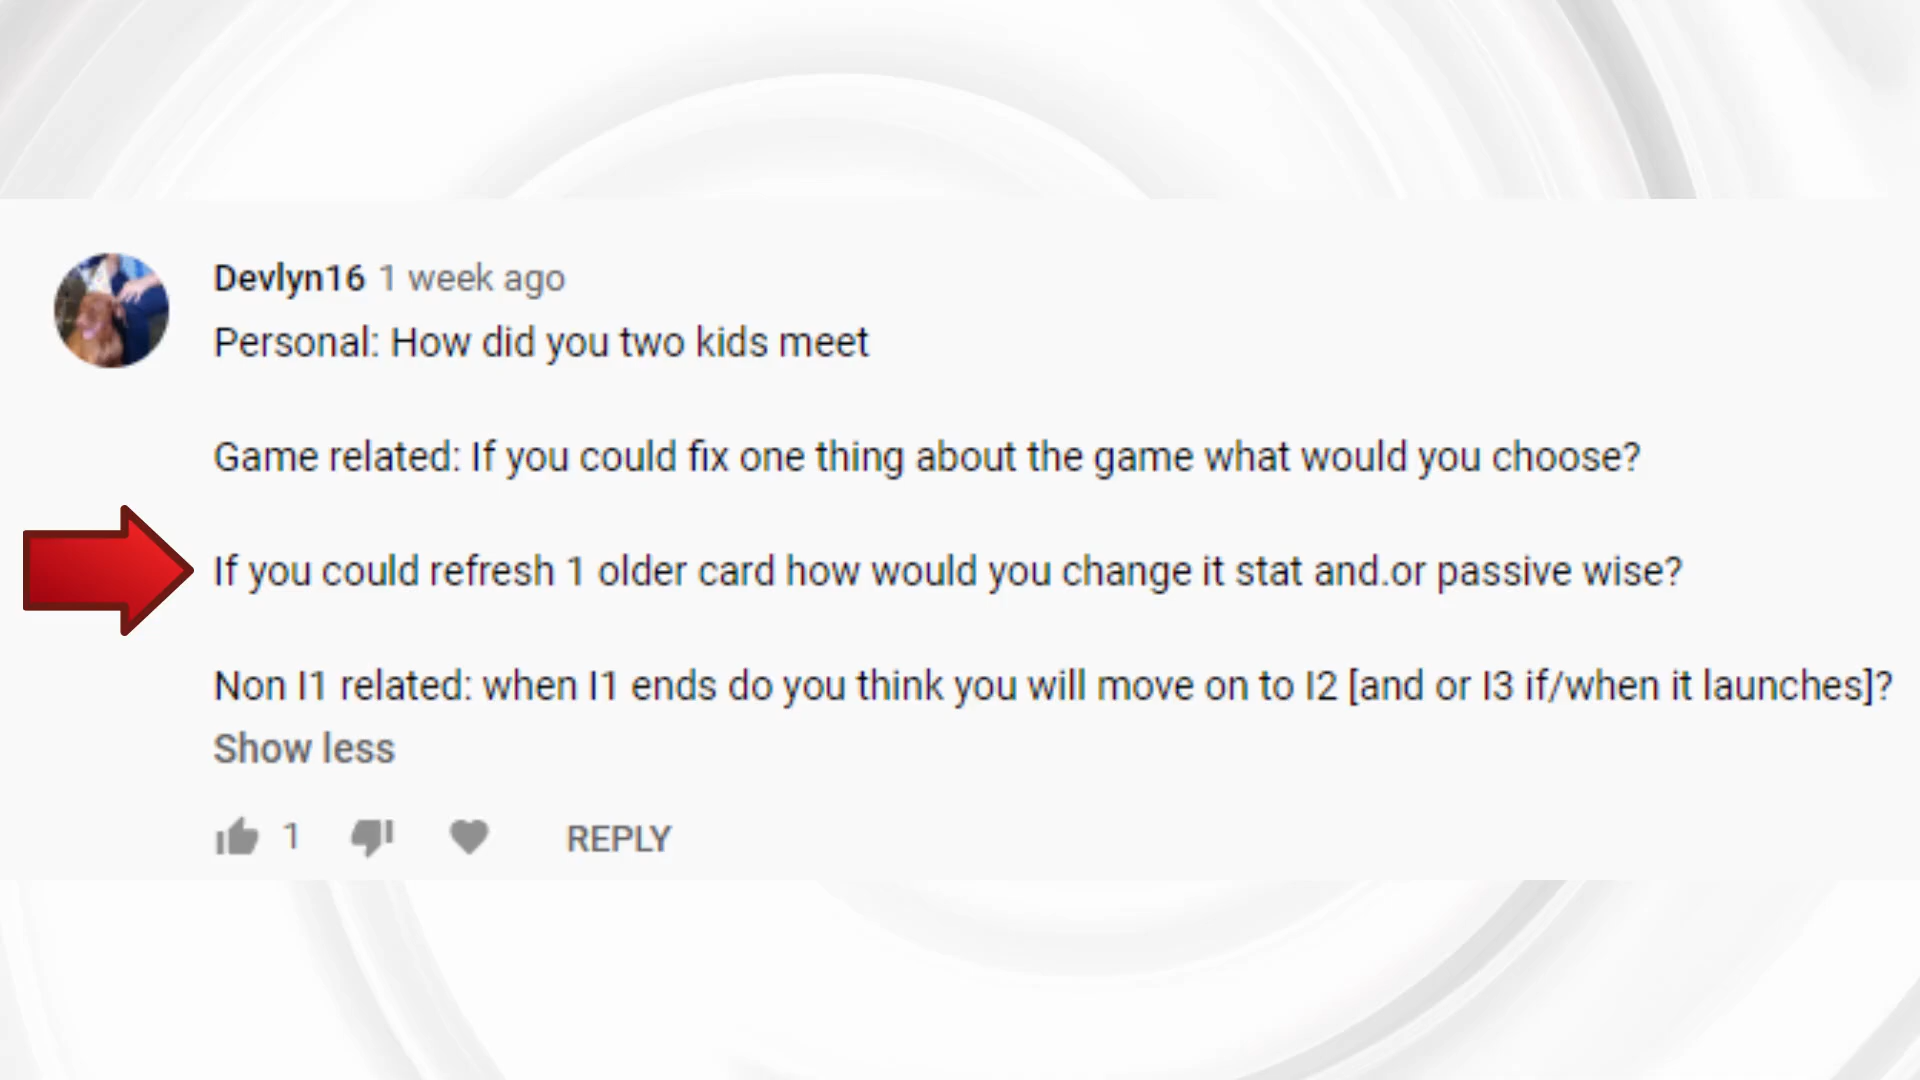 Devlyn16 1 week ago
Personal: How did you two kids meet
Game related: If you could fix one thing about the game what would you choose?
If you could refresh 1 older card how would you change it stat and.or passive wise?
Non I1 related: when I1 ends do you think you will move on to I2 [and or I3 if/when it launches]?
Show less
1 REPLY